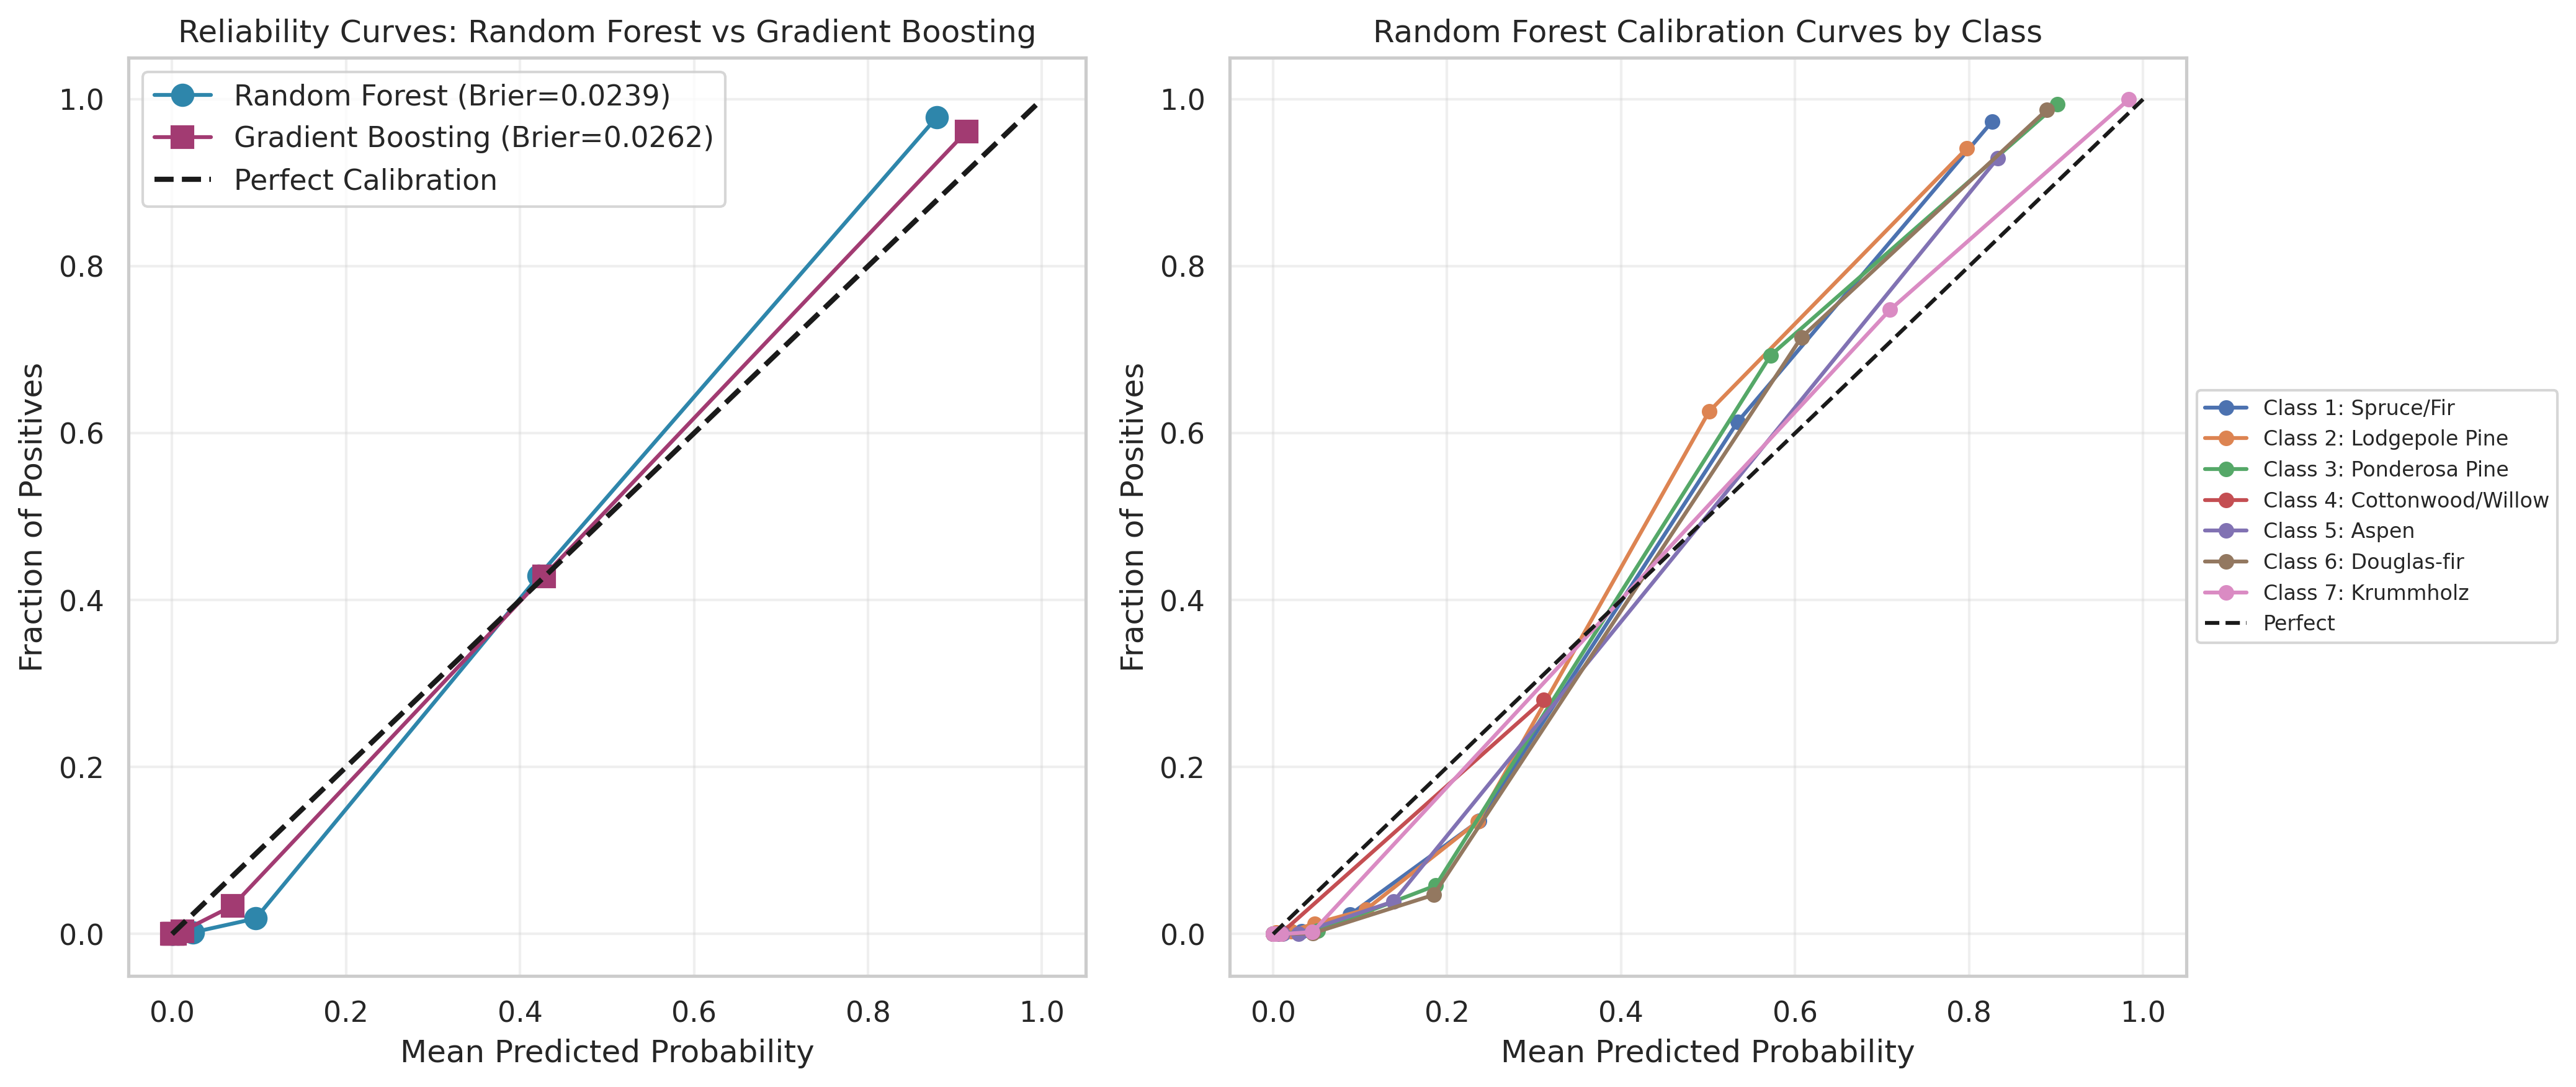 Reliability Curves: Random Forest vs Gradient Boosting
Random Forest (Brier=0.0239)
Gradient Boosting (Brier=0.0262)
Perfect Calibration
1.0
0.8
0.6
0.4
0.2
0.0
Fraction of Positives
0.0 0.2 0.4 0.6 0.8 1.0
Mean Predicted Probability
Random Forest Calibration Curves by Class
1.0
0.8
0.6
0.4
0.2
0.0
Fraction of Positives
0.0 0.2 0.4 0.6 0.8 1.0
Mean Predicted Probability
Class 1: Spruce/Fir
Class 2: Lodgepole Pine
Class 3: Ponderosa Pine
Class 4: Cottonwood/Willow
Class 5: Aspen
Class 6: Douglas-fir
Class 7: Krummholz
Perfect